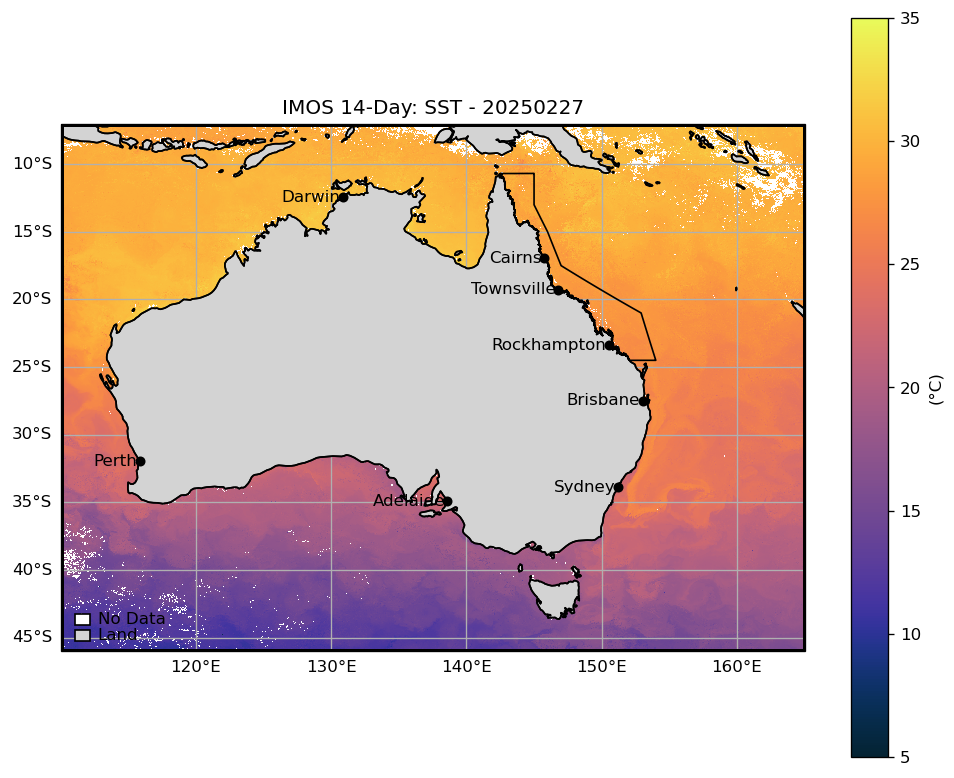 IMOS 14-Day: SST - 20250227
35
30
25
20
15
10
5
(°C)
10°S
15°S
20°S
25°S
30°S
35°S
40°S
45°S
Darwin
Cairns
Townsville
Rockhampton
Brisbane
Perth
Sydney
Adelaide
No Data
Land
120°E 130°E 140°E 150°E 160°E